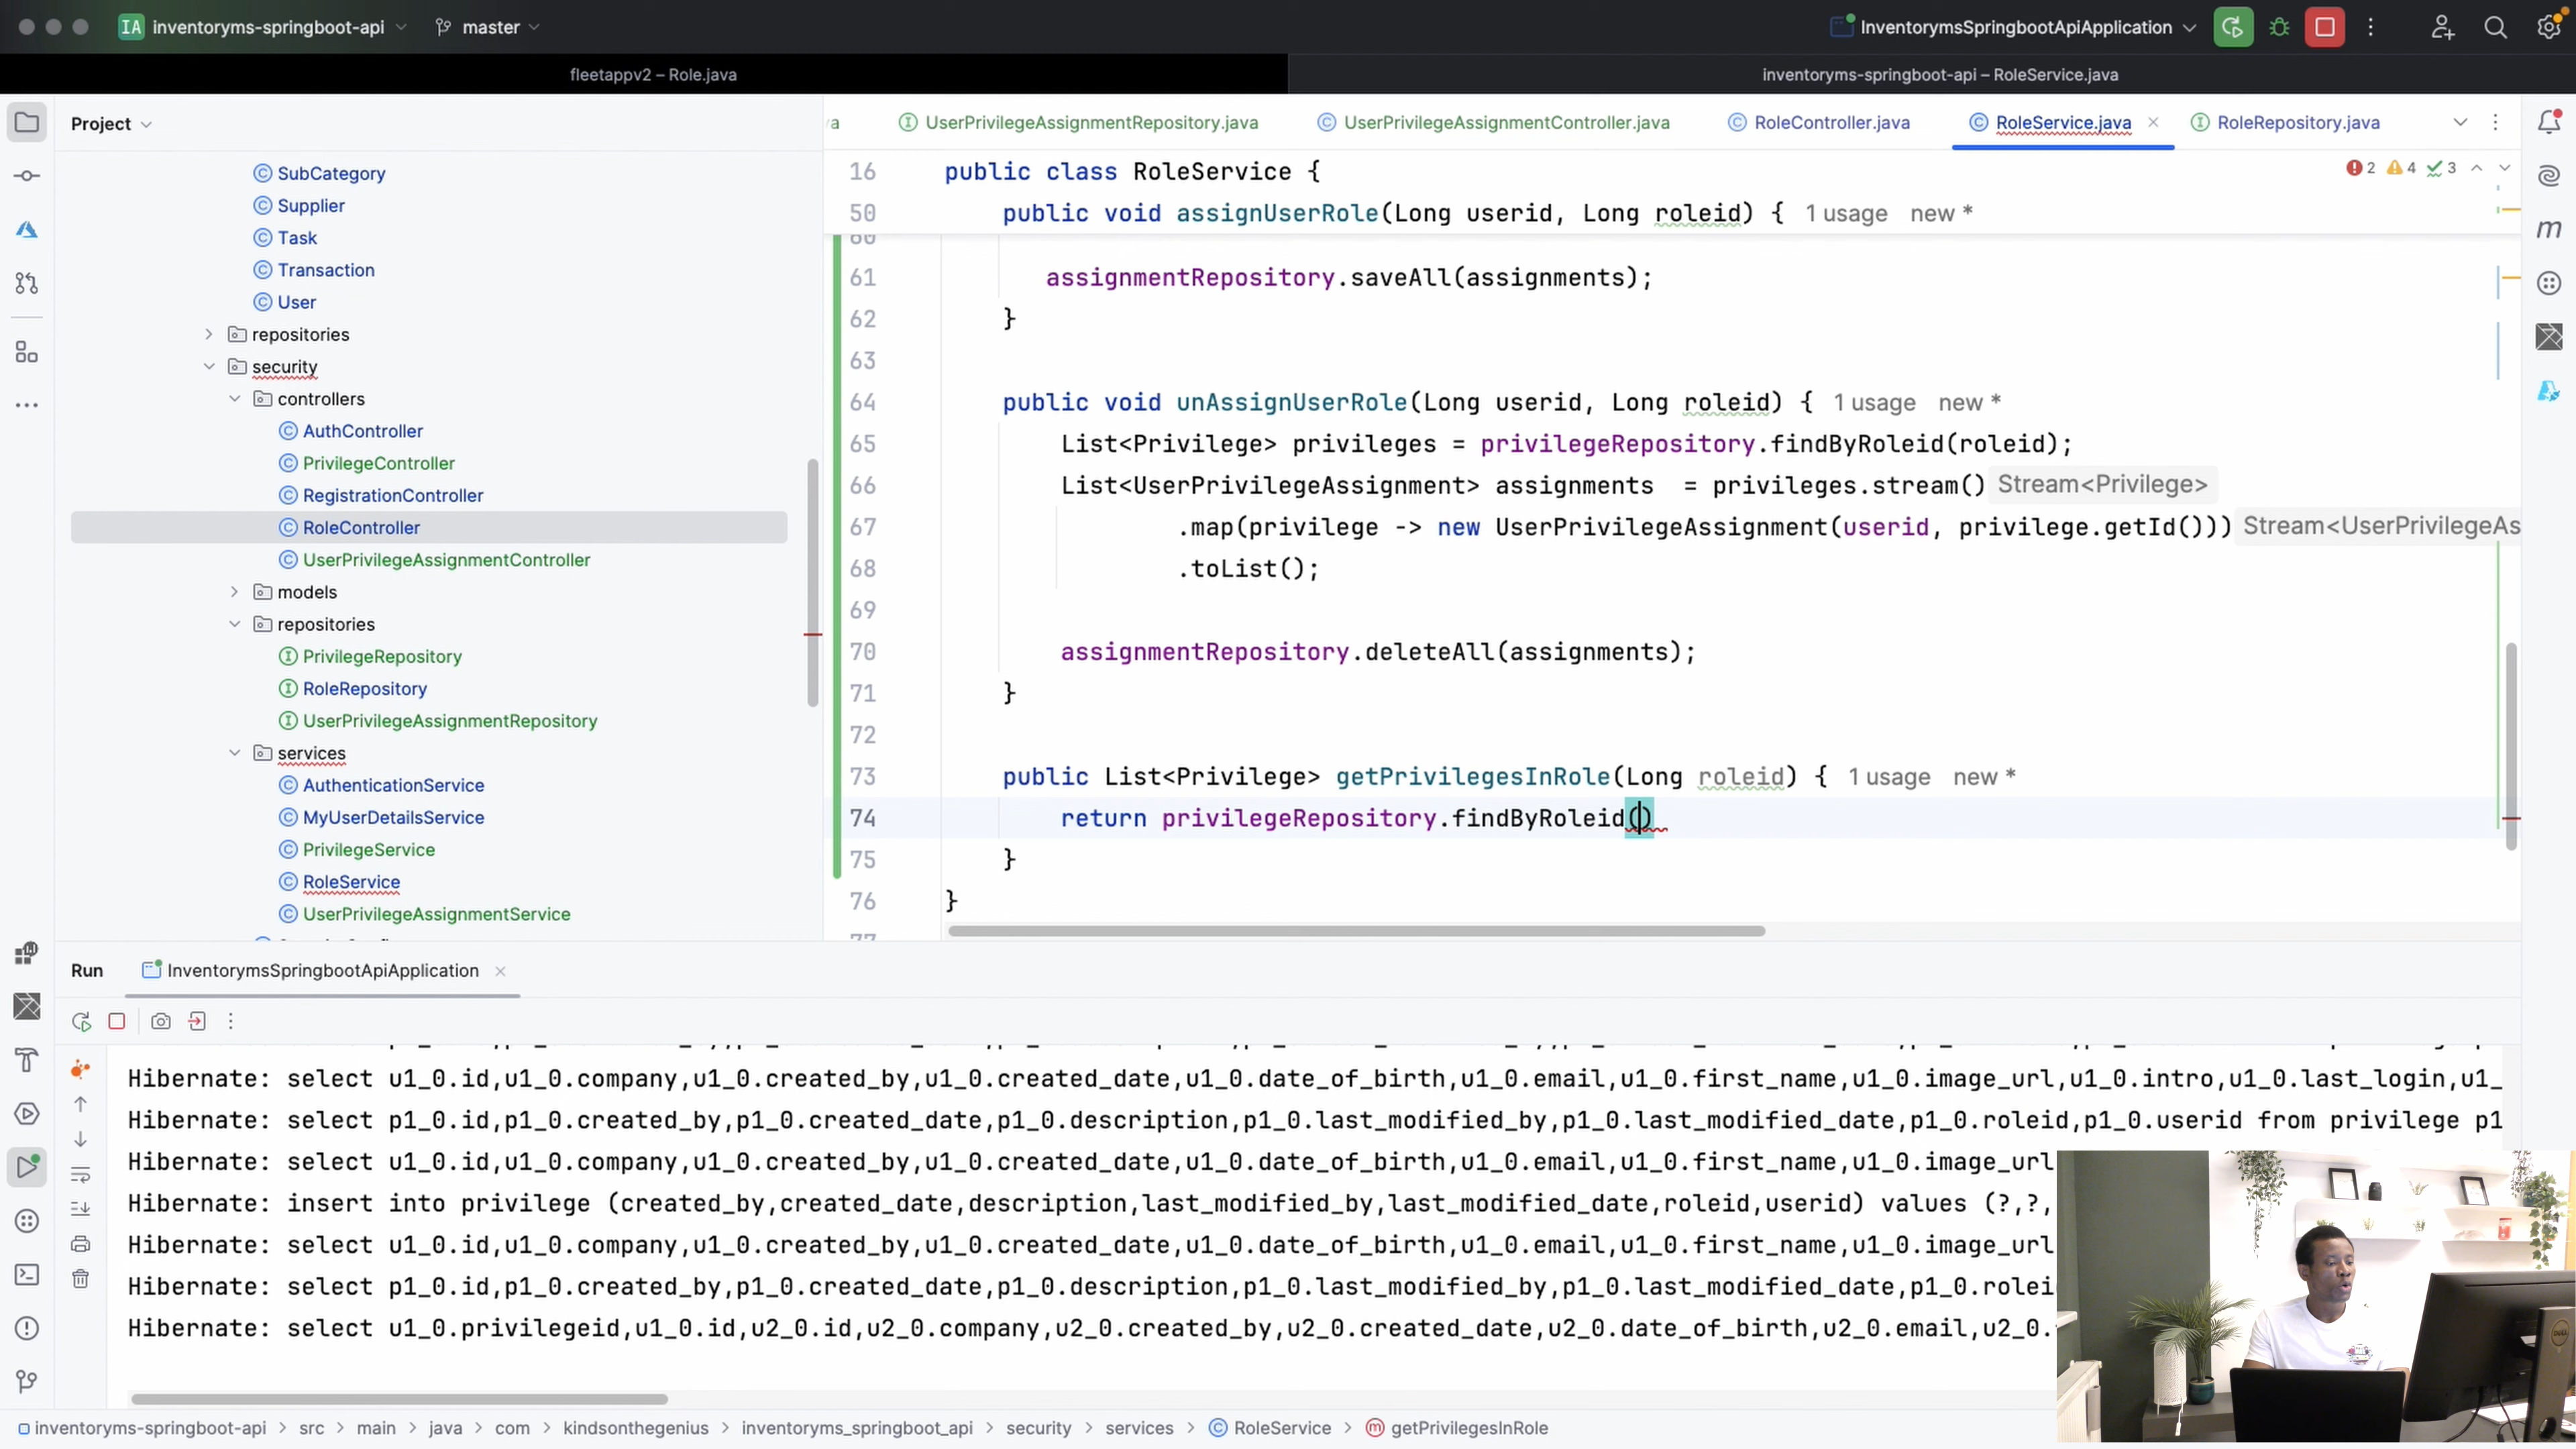 IA inventoryms-springboot-api master InventorymsSpringbootApiApplication
fleetappv2 – Role.java inventoryms-springboot-api – RoleService.java
Project
UserPrivilegeAssignmentRepository.java UserPrivilegeAssignmentController.java RoleController.java RoleService.java RoleRepository.java
SubCategory
Supplier
Task
Transaction
User
repositories
security
controllers
AuthController
PrivilegeController
RegistrationController
RoleController
UserPrivilegeAssignmentController
models
repositories
PrivilegeRepository
RoleRepository
UserPrivilegeAssignmentRepository
services
AuthenticationService
MyUserDetailsService
PrivilegeService
RoleService
UserPrivilegeAssignmentService
2 4 3
16 public class RoleService {
50 public void assignUserRole(Long userid, Long roleid) { 1 usage new *
60
61 assignmentRepository.saveAll(assignments);
62 }
63
64 public void unAssignUserRole(Long userid, Long roleid) { 1 usage new *
65 List<Privilege> privileges = privilegeRepository.findByRoleid(roleid);
66 List<UserPrivilegeAssignment> assignments = privileges.stream() Stream<Privilege>
67 .map(privilege -> new UserPrivilegeAssignment(userid, privilege.getId())) Stream<UserPrivilegeAs
68 .toList();
69
70 assignmentRepository.deleteAll(assignments);
71 }
72
73 public List<Privilege> getPrivilegesInRole(Long roleid) { 1 usage new *
74 return privilegeRepository.findByRoleid()
75 }
76 }
77
Run InventorymsSpringbootApiApplication
Hibernate: select u1_0.id,u1_0.company,u1_0.created_by,u1_0.created_date,u1_0.date_of_birth,u1_0.email,u1_0.first_name,u1_0.image_url,u1_0.intro,u1_0.last_login,u1_
Hibernate: select p1_0.id,p1_0.created_by,p1_0.created_date,p1_0.description,p1_0.last_modified_by,p1_0.last_modified_date,p1_0.roleid,p1_0.userid from privilege p1
Hibernate: select u1_0.id,u1_0.company,u1_0.created_by,u1_0.created_date,u1_0.date_of_birth,u1_0.email,u1_0.first_name,u1_0.image_url
Hibernate: insert into privilege (created_by,created_date,description,last_modified_by,last_modified_date,roleid,userid) values (?,?,
Hibernate: select u1_0.id,u1_0.company,u1_0.created_by,u1_0.created_date,u1_0.date_of_birth,u1_0.email,u1_0.first_name,u1_0.image_url
Hibernate: select p1_0.id,p1_0.created_by,p1_0.created_date,p1_0.description,p1_0.last_modified_by,p1_0.last_modified_date,p1_0.rolei
Hibernate: select u1_0.privilegeid,u1_0.id,u2_0.id,u2_0.company,u2_0.created_by,u2_0.created_date,u2_0.date_of_birth,u2_0.email,u2_0.
inventoryms-springboot-api > src > main > java > com > kindsonthegenius > inventoryms_springboot_api > security > services > RoleService > getPrivilegesInRole